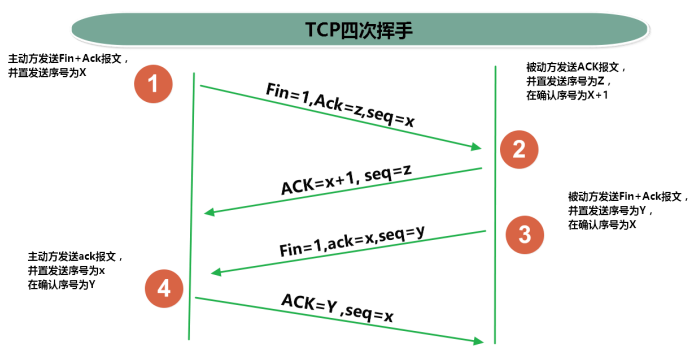 TCP四次挥手
主动方发送Fin+Ack报文，
并置发送序号为X
1
Fin=1,Ack=z,seq=x
被动方发送ACK报文，
并置发送序号为Z，
在确认序号为X+1
2
ACK=x+1, seq=z
被动方发送Fin+Ack报文，
并置发送序号为Y，
在确认序号为X
3
Fin=1,ack=x,seq=y
主动方发送ack报文，
并置发送序号为x
在确认序号为Y
4
ACK=Y ,seq=x